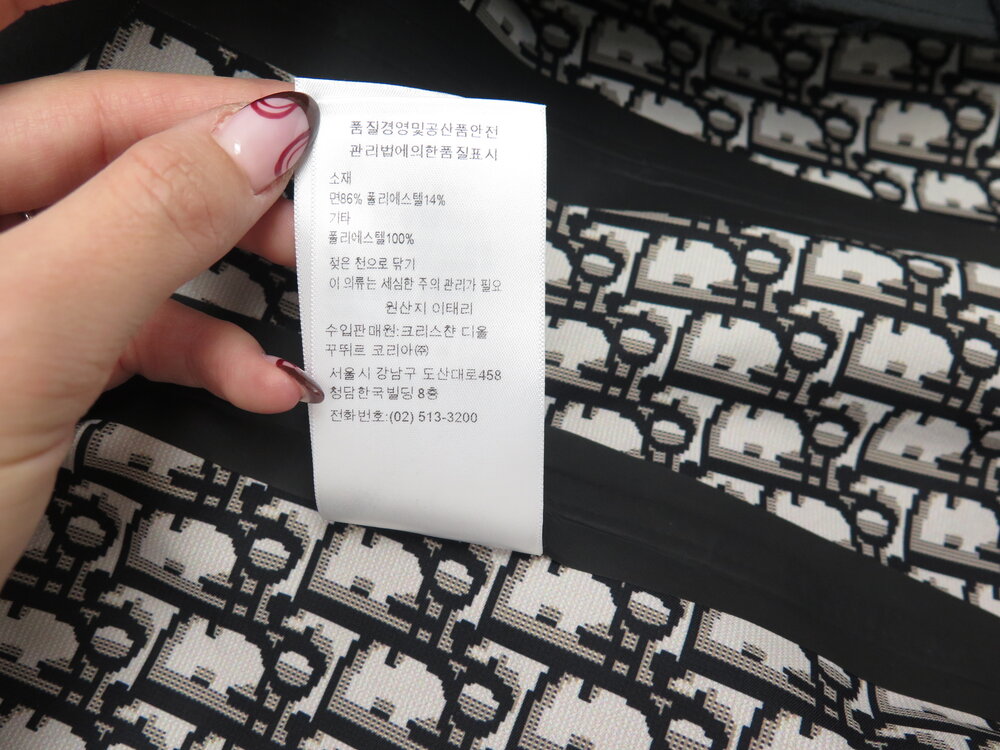 품질경영및공산품안전
관리법에의한품질표시
소재
면86% 폴리에스텔14%
기타
폴리에스텔100%
젖은 천으로 닦기
이 의류는 세심한 주의 관리가 필요
원산지 이태리
수입판매원:크리스챤 디올
꾸뛰르 코리아㈜
서울시 강남구 도산대로458
청담한국빌딩 8층
전화번호:(02) 513-3200